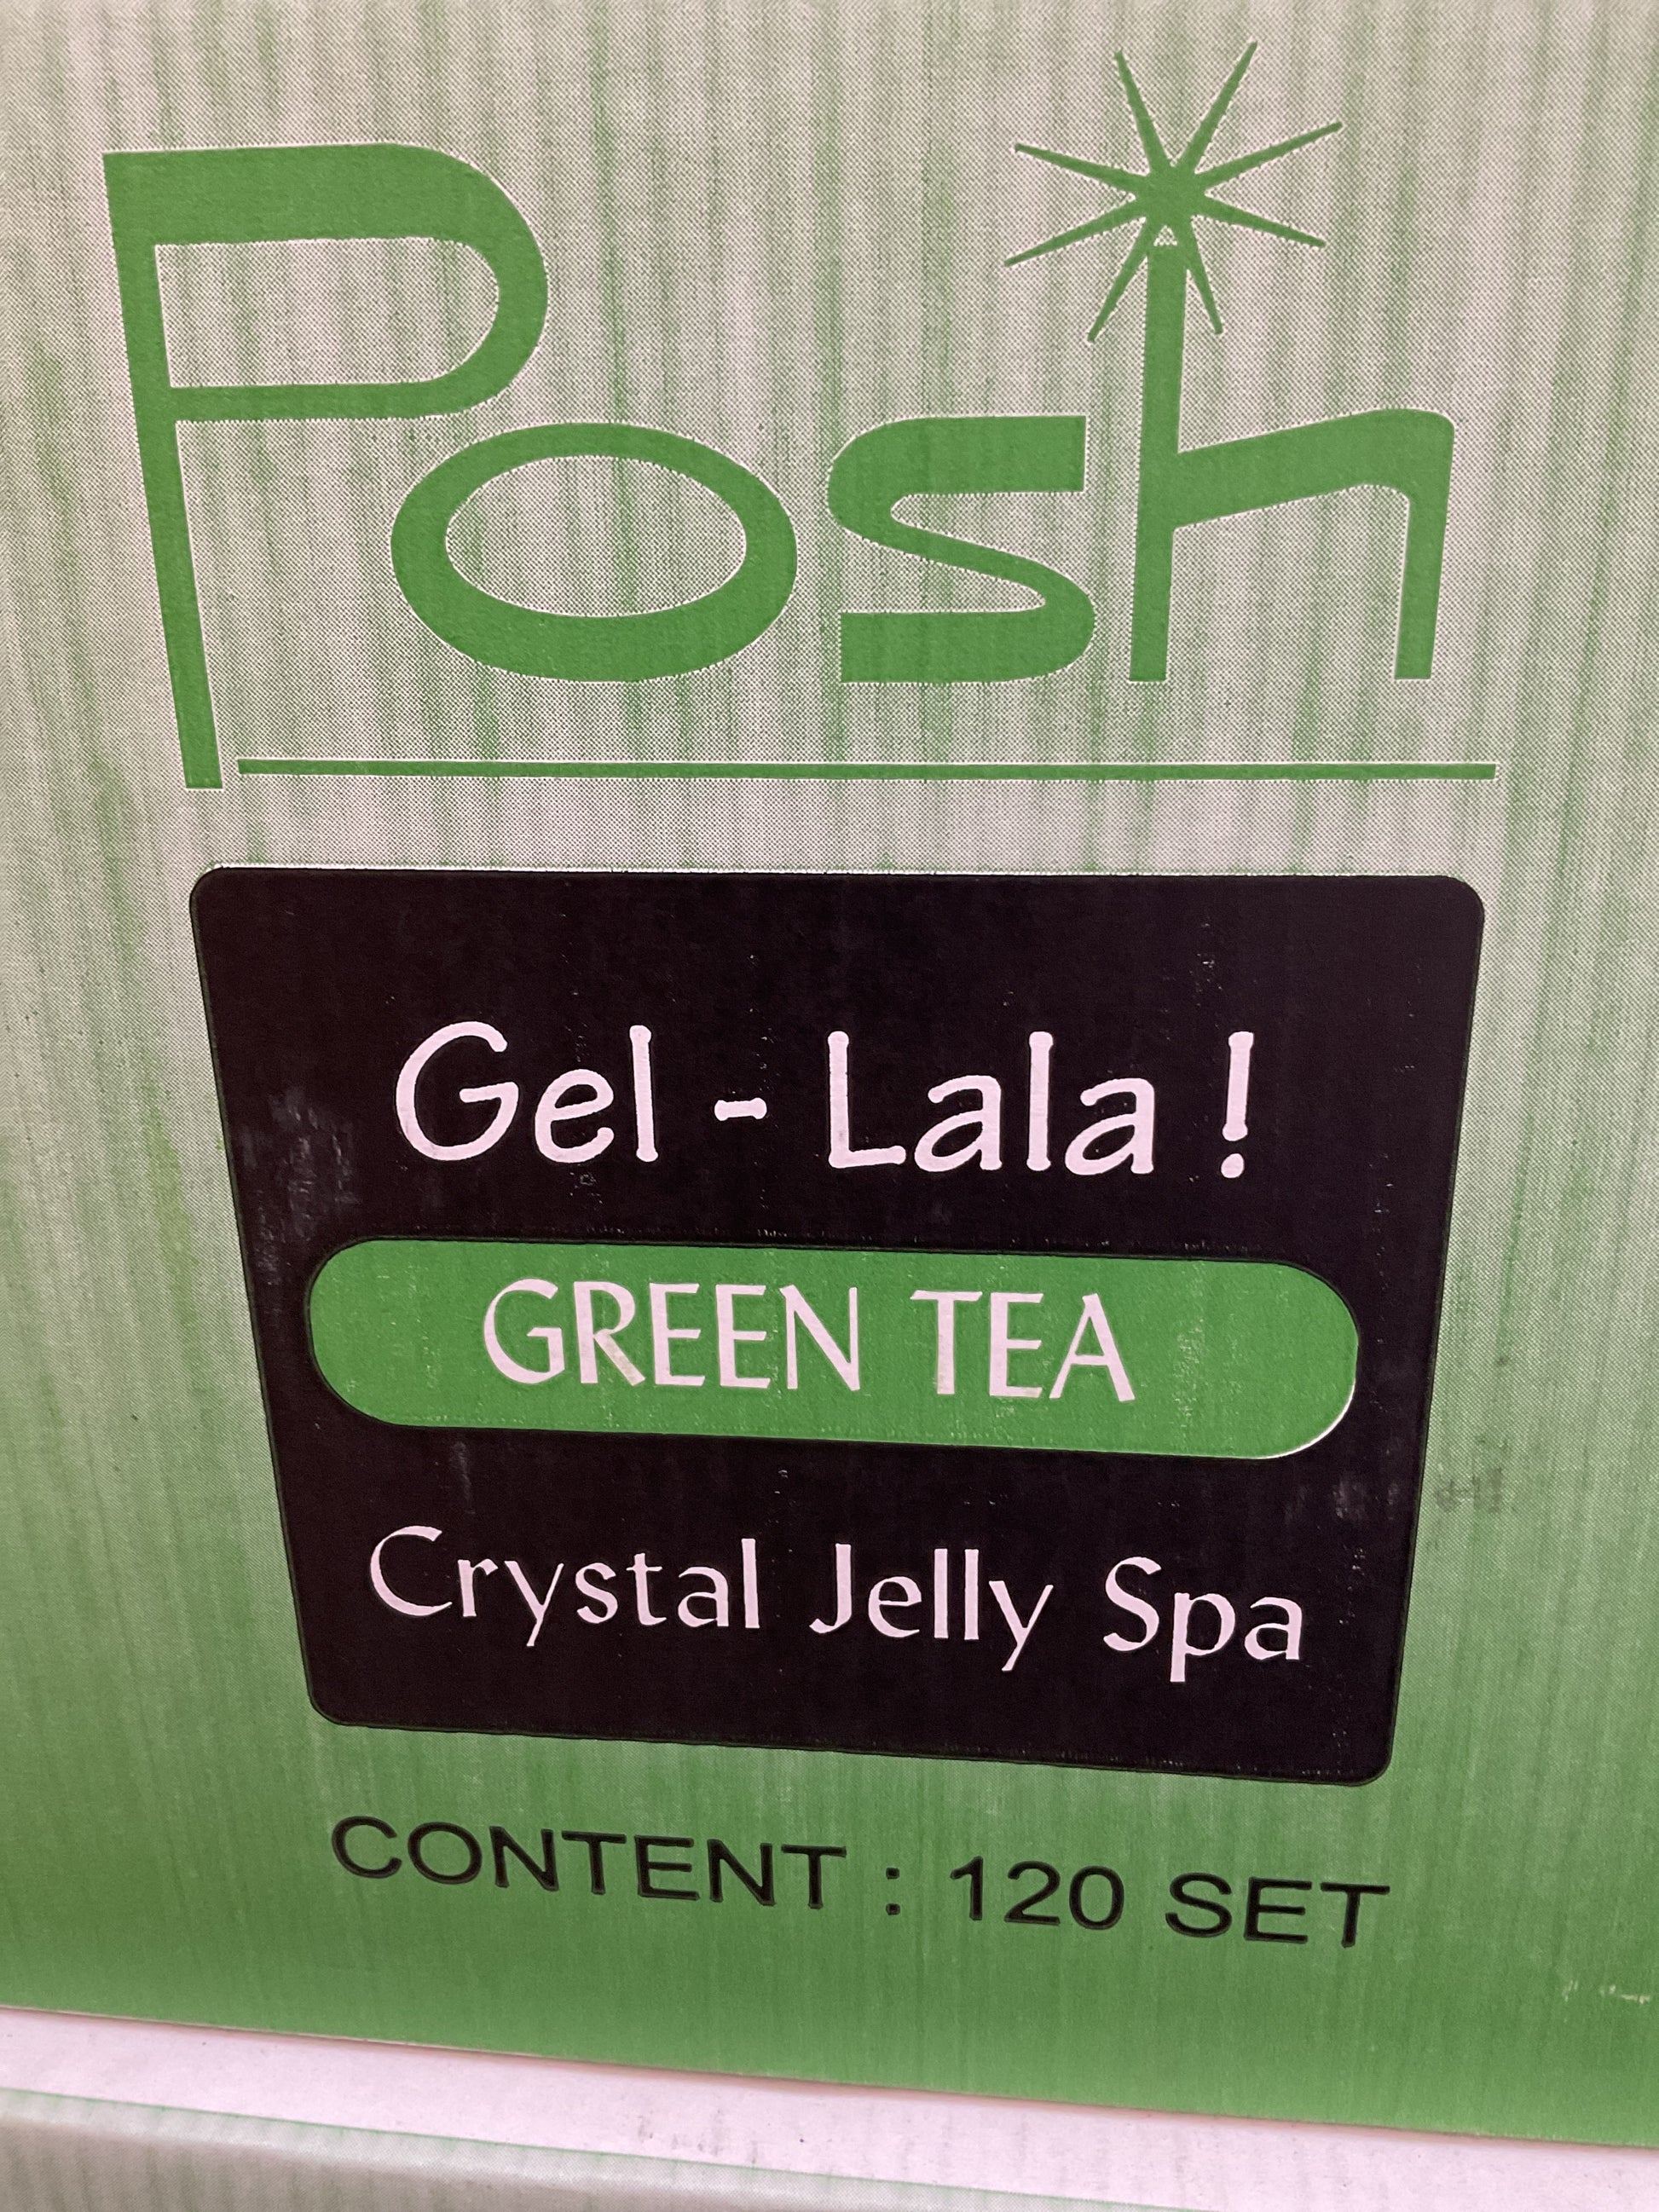 Posh
Gel - Lala !
GREEN TEA
Crystal Jelly Spa
CONTENT : 120 SET